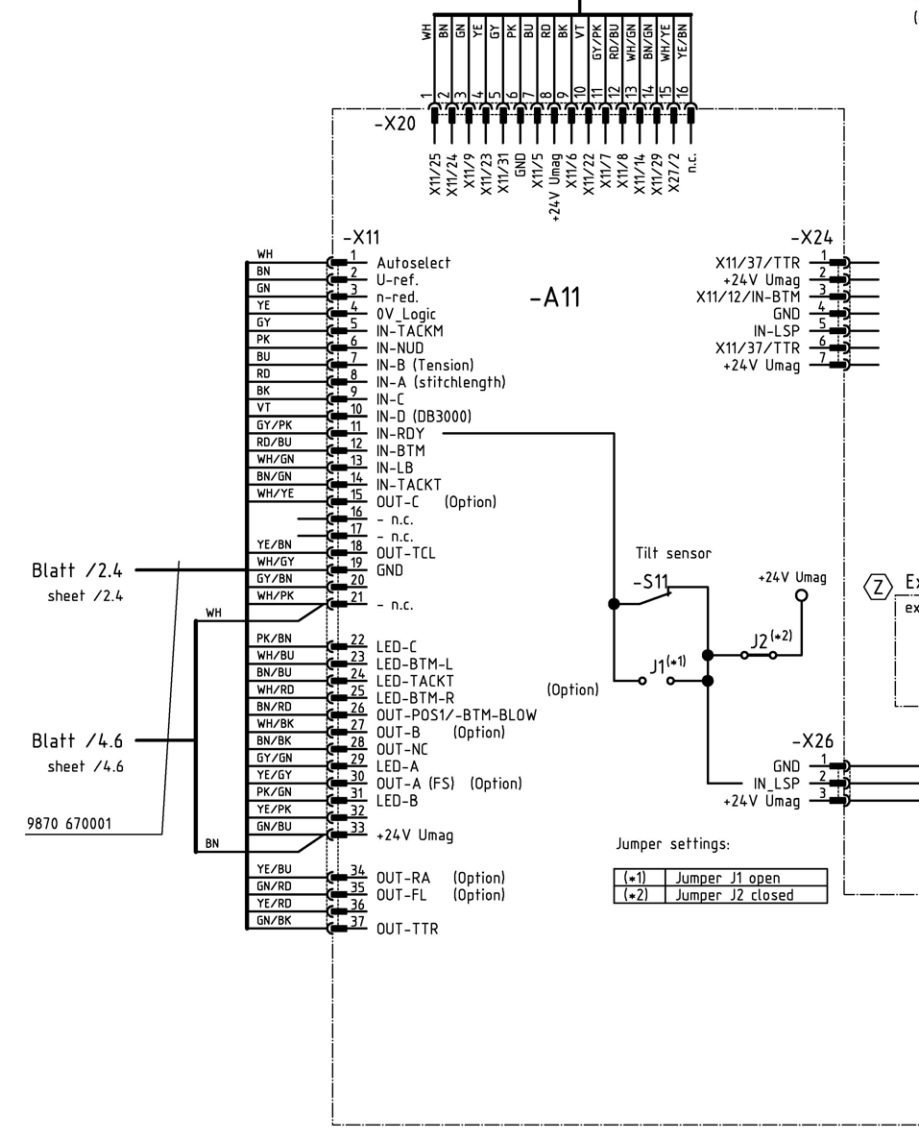 (
WH BN GN YE GY PK BU RD BK VT GY/PK RD/BU WH/GN BN/GN WH/YE YE/BN
1 2 3 4 5 6 7 8 9 10 11 12 13 14 15 16
-X20
X11/25 X11/24 X11/9 X11/23 X11/31 GND X11/5 +24V Umag X11/6 X11/22 X11/7 X11/8 X11/14 X11/29 X27/2 n.c.
-X11
WH 1 Autoselect
BN 2 U-ref.
GN 3 n-red.
YE 4 0V_Logic
GY 5 IN-TACKM
PK 6 IN-NUD
BU 7 IN-B (Tension)
RD 8 IN-A (stitchlength)
BK 9 IN-C
VT 10 IN-D (DB3000)
GY/PK 11 IN-RDY
RD/BU 12 IN-BTM
WH/GN 13 IN-LB
BN/GN 14 IN-TACKT
WH/YE 15 OUT-C (Option)
16 - n.c.
17 - n.c.
YE/BN 18 OUT-TCL
WH/GY 19 GND
GY/BN 20
WH/PK 21 - n.c.
WH
PK/BN 22 LED-C
WH/BU 23 LED-BTM-L
BN/BU 24 LED-TACKT
WH/RD 25 LED-BTM-R
BN/RD 26 OUT-POS1/-BTM-BLOW
WH/BK 27 OUT-B (Option)
BN/BK 28 OUT-NC
GY/GN 29 LED-A
YE/GY 30 OUT-A (FS) (Option)
PK/GN 31 LED-B
YE/PK 32
GN/BU 33 +24V Umag
BN
YE/BU 34 OUT-RA (Option)
GN/RD 35 OUT-FL (Option)
YE/RD 36
GN/BK 37 OUT-TTR
Blatt /2.4
sheet /2.4
Blatt /4.6
sheet /4.6
9870 670001
-A11
-X24
X11/37/TTR 1
+24V Umag 2
X11/12/IN-BTM 3
GND 4
IN-LSP 5
X11/37/TTR 6
+24V Umag 7
Tilt sensor
-S11
+24V Umag
J2(*2)
J1(*1)
(Option)
Z
Ex
ex
-X26
GND 1
IN_LSP 2
+24V Umag 3
Jumper settings:
(*1) Jumper J1 open
(*2) Jumper J2 closed